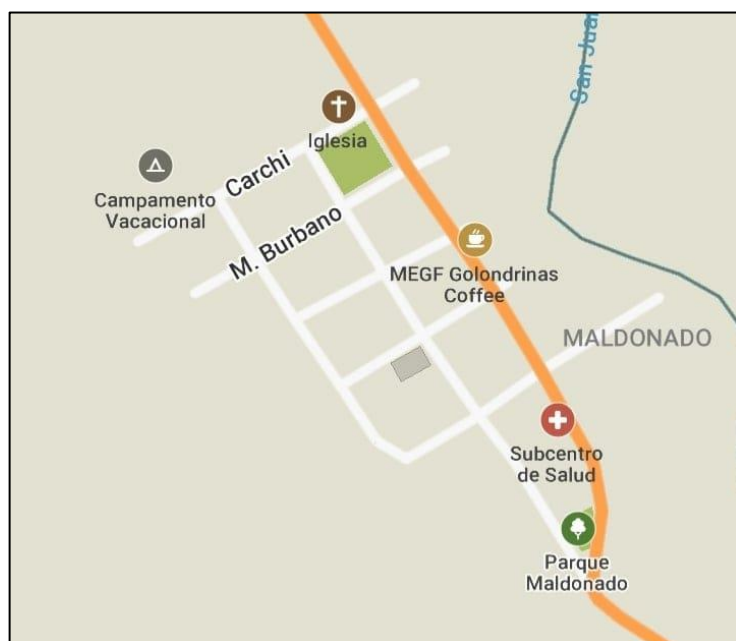 San Juan
Iglesia
Carchi
Campamento
Vacacional
M. Burbano
MEGF Golondrinas
Coffee
MALDONADO
Subcentro
de Salud
Parque
Maldonado